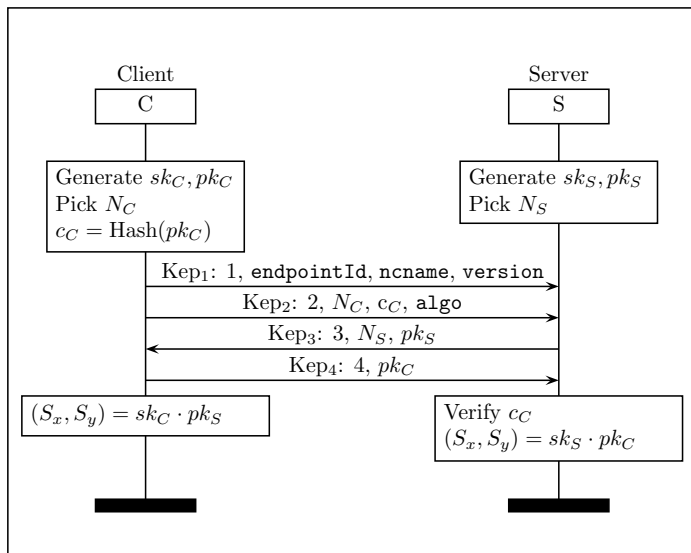 Client
Server
C
S
Generate sk_C, pk_C
Pick N_C
c_C = Hash(pk_C)
Generate sk_S, pk_S
Pick N_S
Kep_1: 1, endpointId, ncname, version
Kep_2: 2, N_C, c_C, algo
Kep_3: 3, N_S, pk_S
Kep_4: 4, pk_C
(S_x, S_y) = sk_C · pk_S
Verify c_C
(S_x, S_y) = sk_S · pk_C